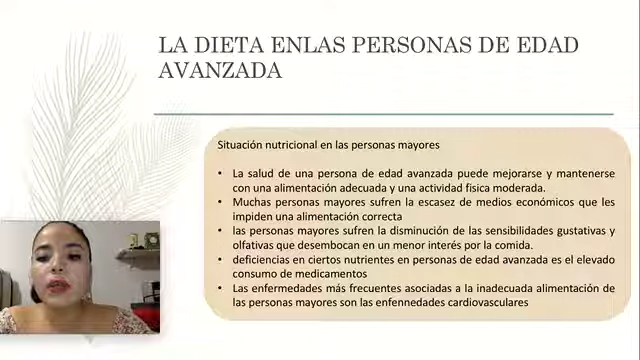 LA DIETA ENLAS PERSONAS DE EDAD
AVANZADA
Situación nutricional en las personas mayores
• La salud de una persona de edad avanzada puede mejorarse y mantenerse
con una alimentación adecuada y una actividad física moderada.
• Muchas personas mayores sufren la escasez de medios económicos que les
impiden una alimentación correcta
• las personas mayores sufren la disminución de las sensibilidades gustativas y
olfativas que desembocan en un menor interés por la comida.
• deficiencias en ciertos nutrientes en personas de edad avanzada es el elevado
consumo de medicamentos
• Las enfermedades más frecuentes asociadas a la inadecuada alimentación de
las personas mayores son las enfennedades cardiovasculares